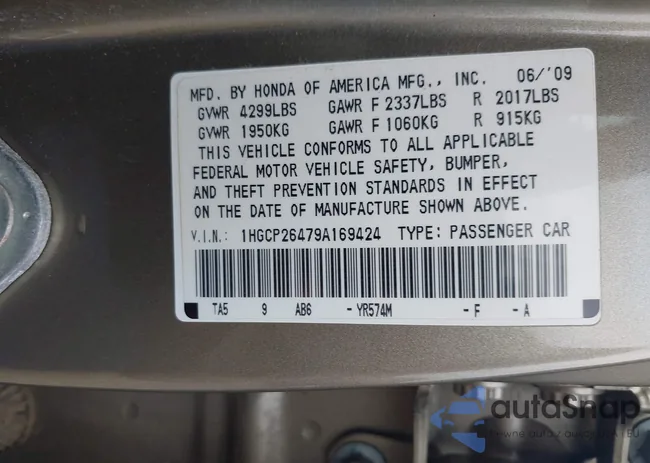 MFD. BY HONDA OF AMERICA MFG., INC. 06/'09
GVWR 4299LBS GAWR F 2337LBS R 2017LBS
GVWR 1950KG GAWR F 1060KG R 915KG
THIS VEHICLE CONFORMS TO ALL APPLICABLE
FEDERAL MOTOR VEHICLE SAFETY, BUMPER,
AND THEFT PREVENTION STANDARDS IN EFFECT
ON THE DATE OF MANUFACTURE SHOWN ABOVE.
V.I.N.: 1HGCP26479A169424 TYPE: PASSENGER CAR
TA5 9 AB6 -YR574M -F -A
autoSnap